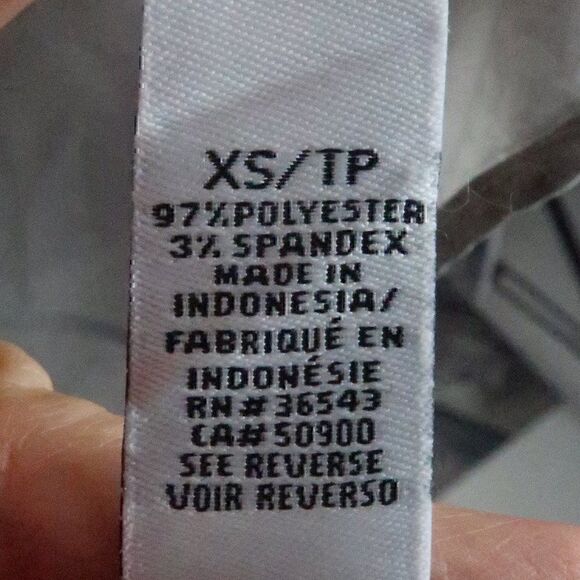 XS/TP
97% POLYESTER
3% SPANDEX
MADE IN
INDONESIA/
FABRIQUÉ EN
INDONÉSIE
RN# 36543
CA# 50900
SEE REVERSE
VOIR REVERSO